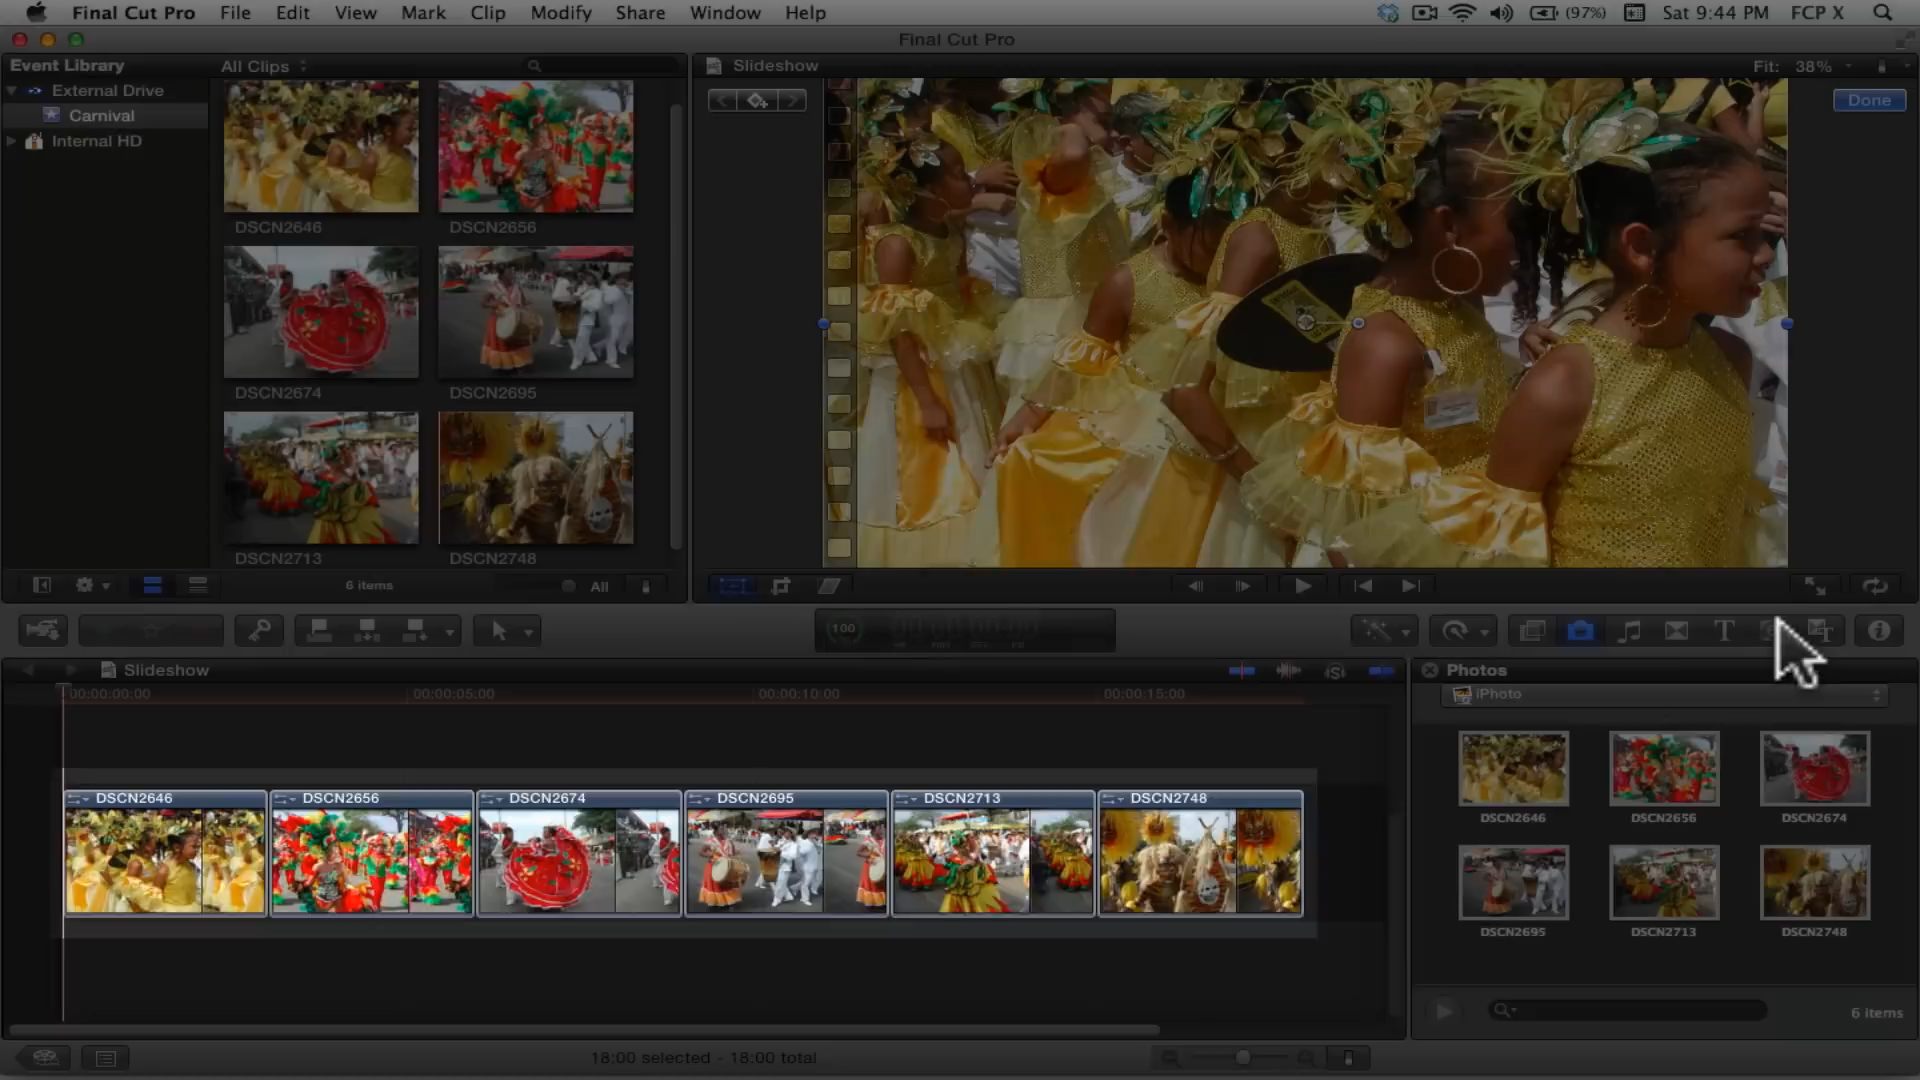 Final Cut Pro File Edit View Mark Clip Modify Share Window Help (97%) Sat 9:44 PM FCP X
Final Cut Pro
Event Library All Clips Slideshow Fit: 38%
External Drive
Carnival
Internal HD
Done
DSCN2646 DSCN2656
DSCN2674 DSCN2695
DSCN2713 DSCN2748
6 items All
100
Slideshow
Photos
iPhoto
00:00:00:00 00:00:05:00 00:00:10:00 00:00:15:00
DSCN2646 DSCN2656 DSCN2674 DSCN2695 DSCN2713 DSCN2748
DSCN2646 DSCN2656 DSCN2674
DSCN2695 DSCN2713 DSCN2748
6 items
18:00 selected - 18:00 total